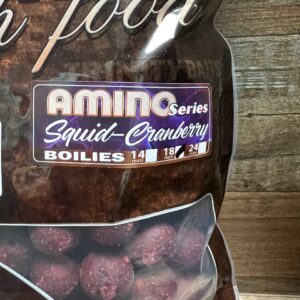 h food
AMINO Series
Squid-Cranberry
BOILIES 14 18 24